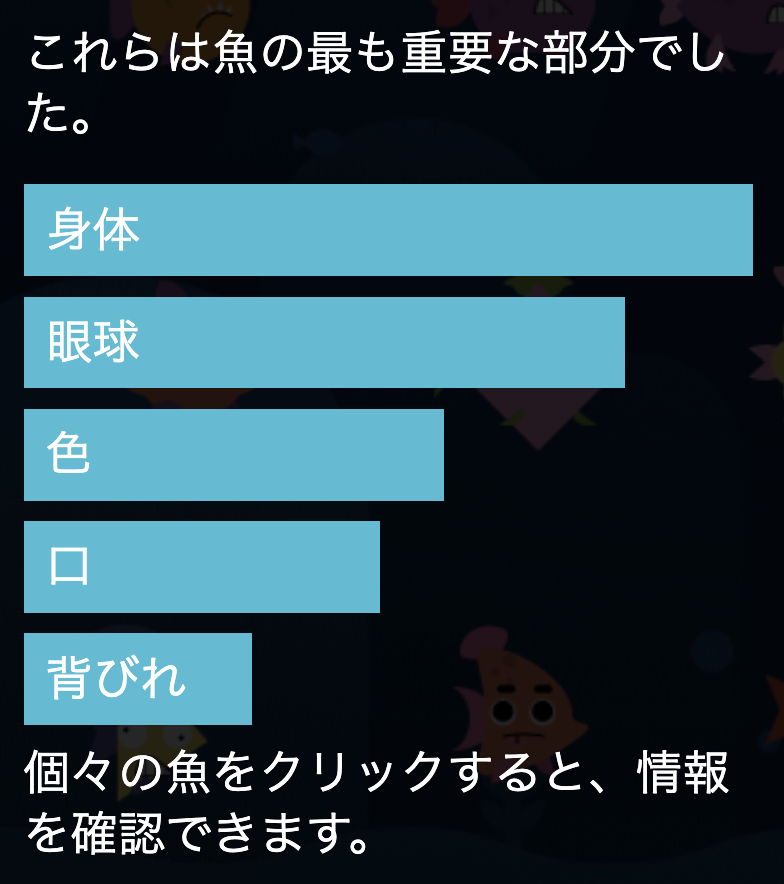 これらは魚の最も重要な部分でし
た。
身体
眼球
色
口
背びれ
個々の魚をクリックすると、情報
を確認できます。